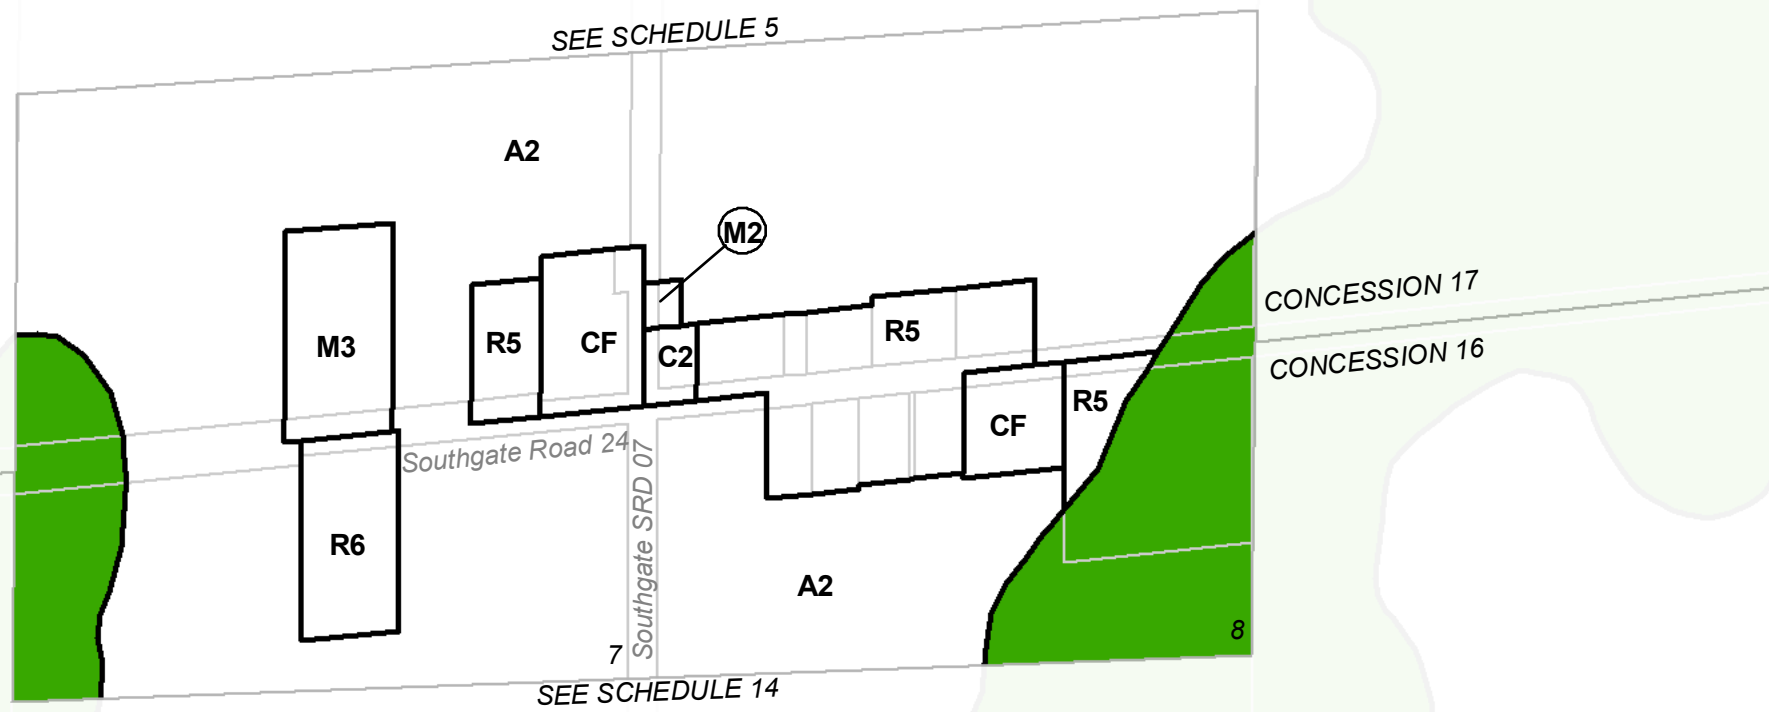 SEE SCHEDULE 5
A2
M2
CONCESSION 17
M3
R5
CF
C2
R5
CONCESSION 16
R5
CF
Southgate Road 24
Southgate SRD 07
R6
A2
8
7
SEE SCHEDULE 14